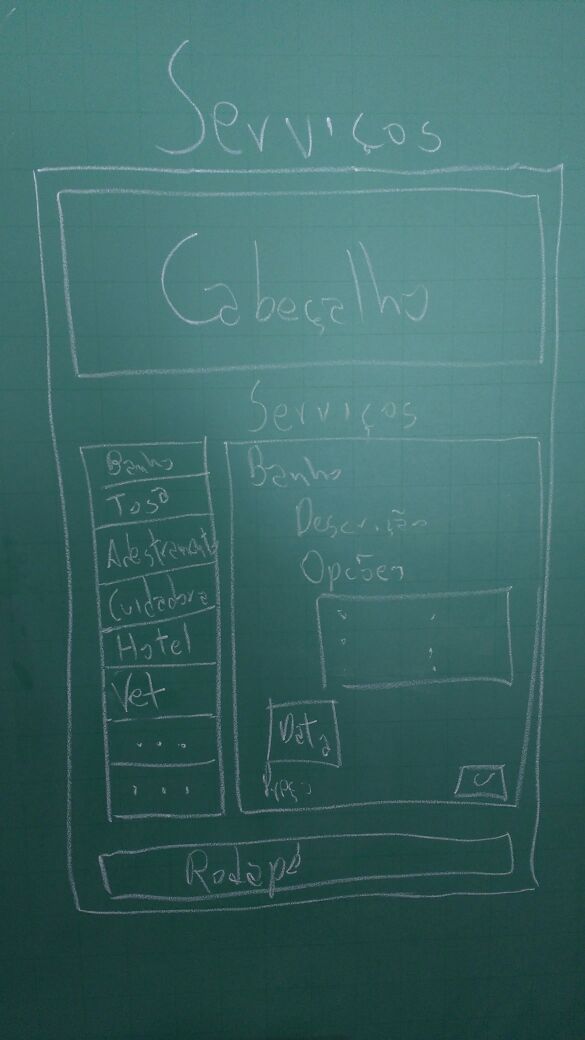 Serviços
Cabeçalho
Serviços
Banho
Tosa
Adestramento
Cuidadora
Hotel
Vet
...
...
Banho
Descrição
Opções
Data
Preço
Rodapé